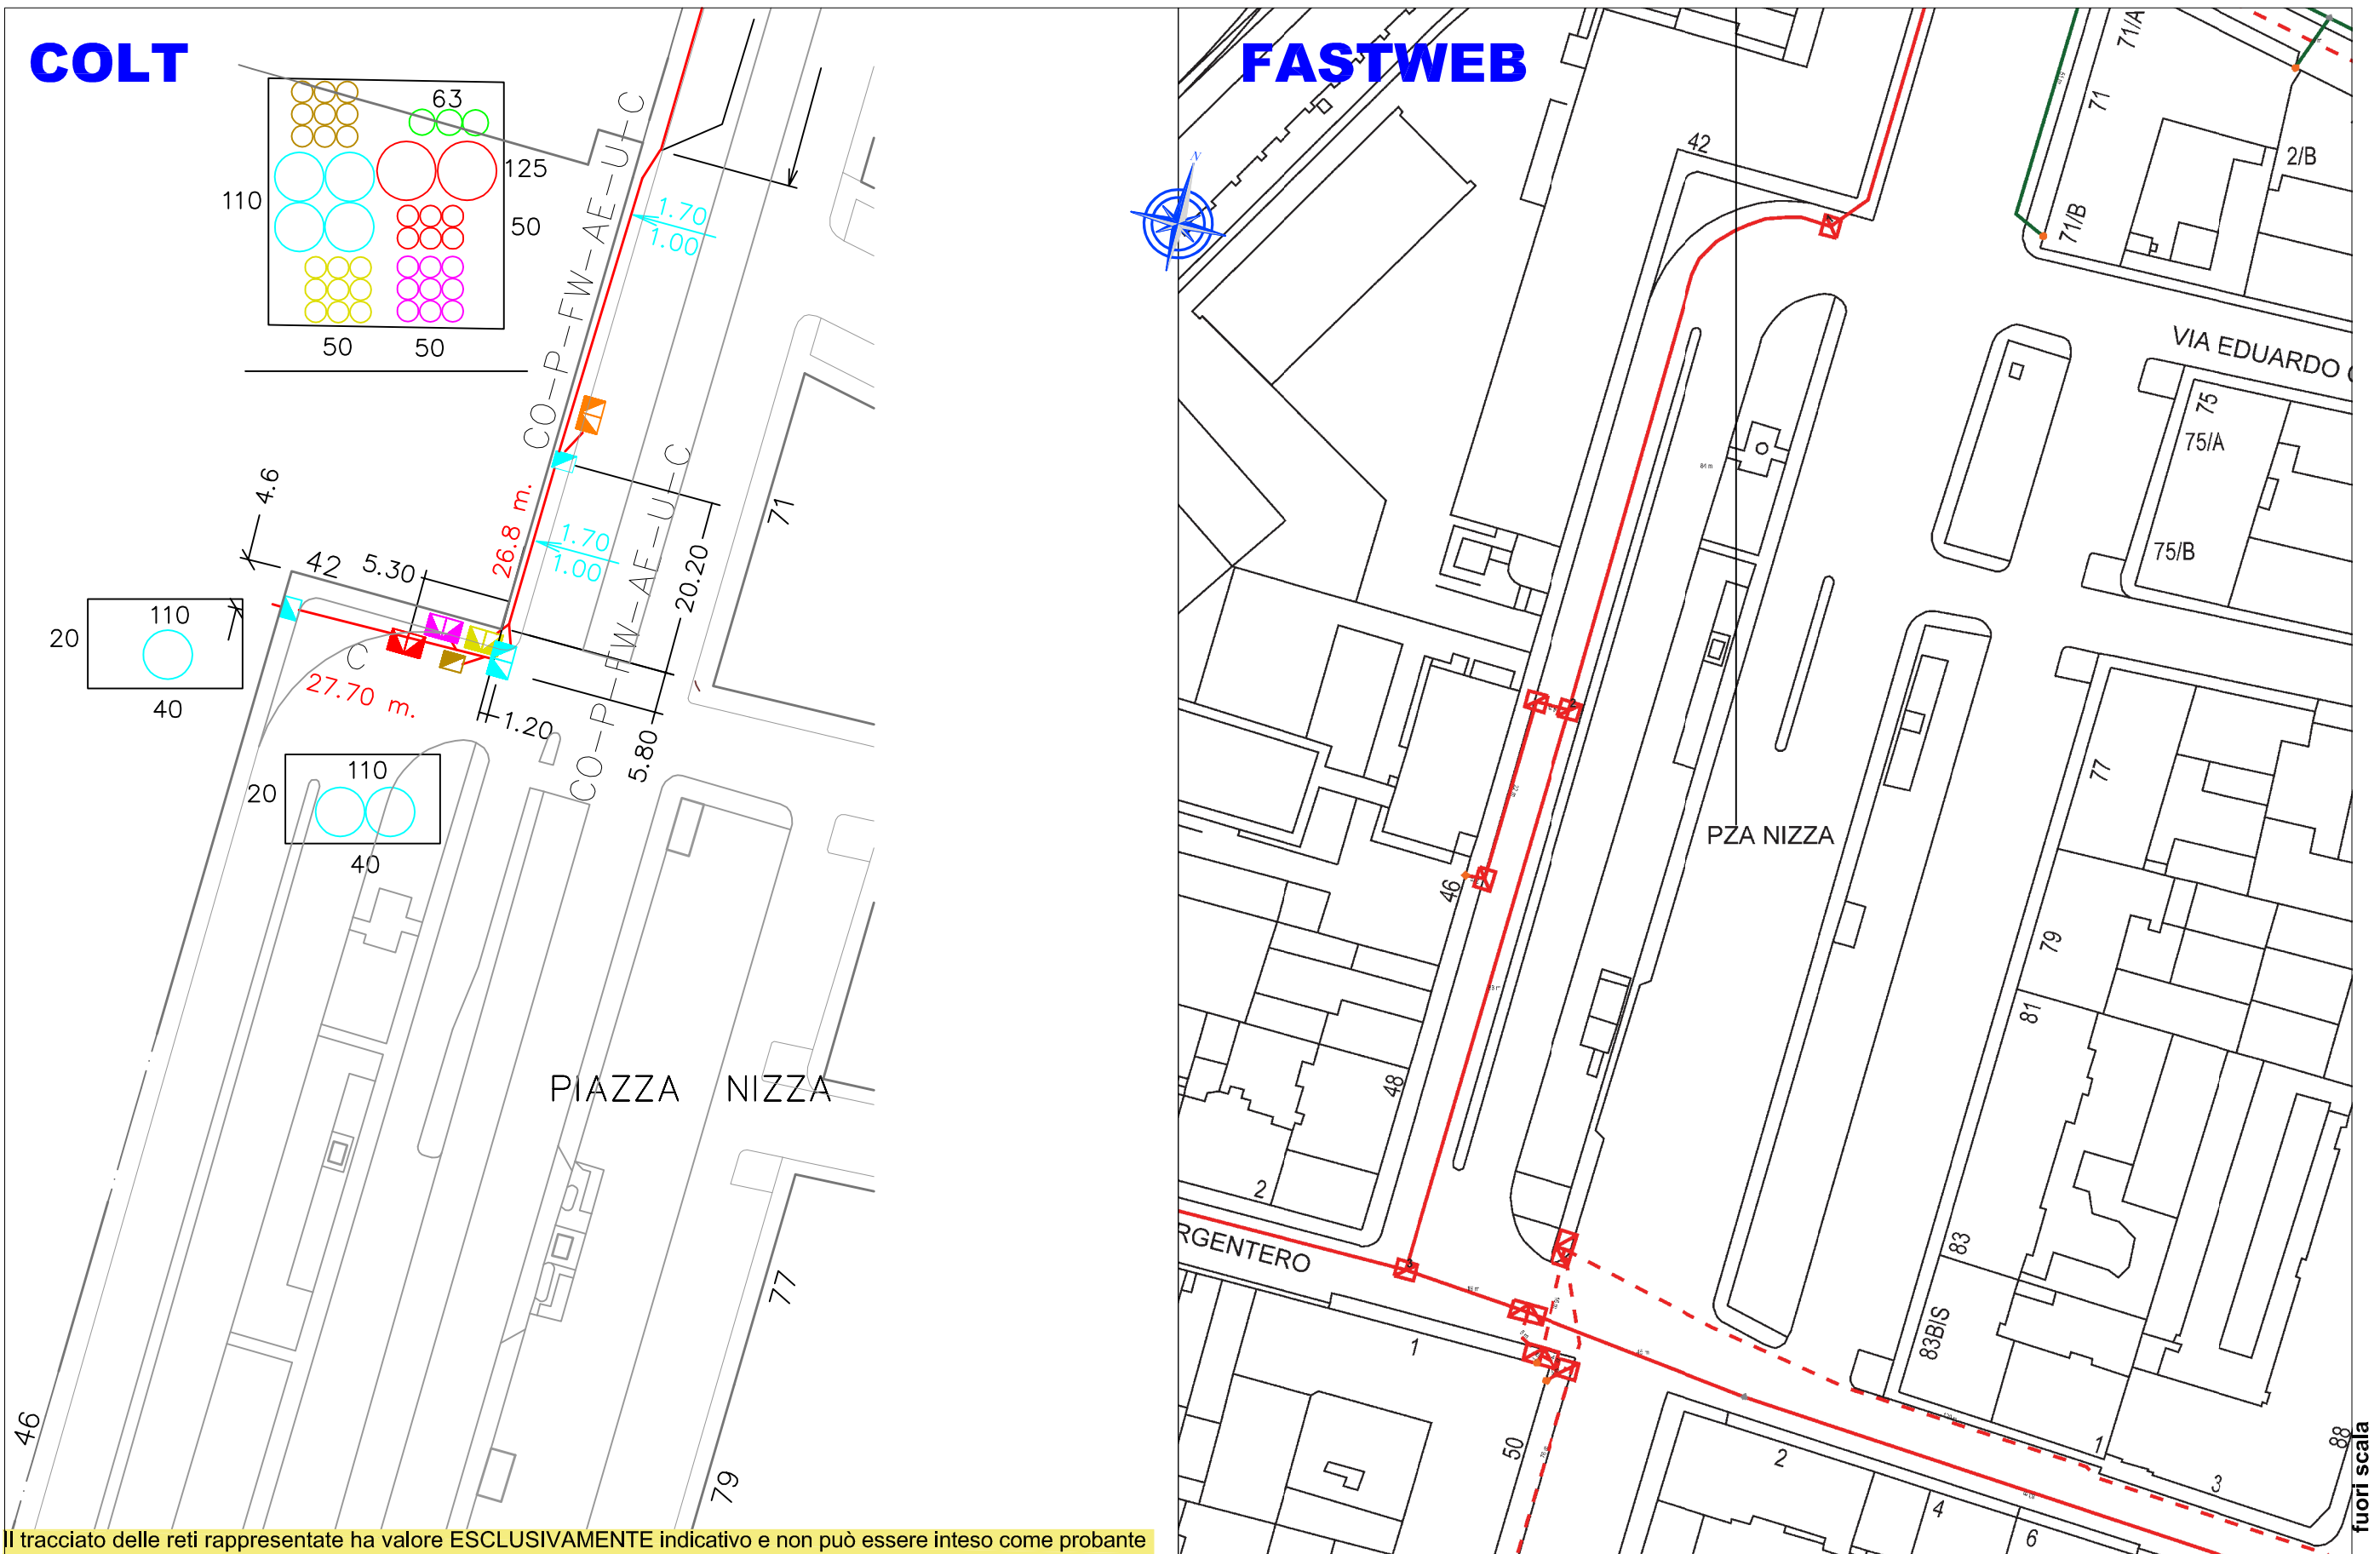 COLT
63
125
110
50
50
50
CO-P-FW-AE-U-C
1.70
1.00
4.6
42
5.30
26.8 m.
1.70
1.00
CO-P-FW-AE-U-C
20.20
71
110
20
40
C
27.70 m.
1.20
5.80
110
20
40
PIAZZA NIZZA
77
46
79
Il tracciato delle reti rappresentate ha valore ESCLUSIVAMENTE indicativo e non può essere inteso come probante
FASTWEB
N
42
71/A
71
2/B
71/B
VIA EDUARDO
75
75/A
75/B
84 m
2
77
PZA NIZZA
46
79
81
48
2
RGENTERO
3
83
83BIS
1
50
2
1
3
88
4
6
fuori scala